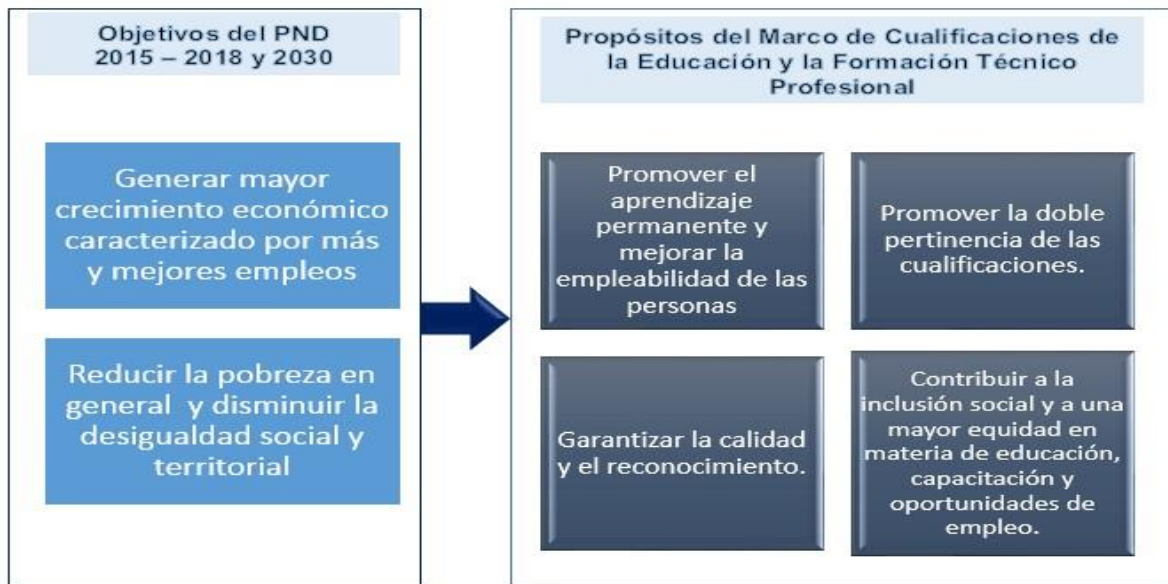 Objetivos del PND
2015 – 2018 y 2030
Generar mayor
crecimiento económico
caracterizado por más
y mejores empleos
Reducir la pobreza en
general y disminuir la
desigualdad social y
territorial
Propósitos del Marco de Cualificaciones de
la Educación y la Formación Técnico
Profesional
Promover el
aprendizaje
permanente y
mejorar la
empleabilidad de las
personas
Promover la doble
pertinencia de las
cualificaciones.
Garantizar la calidad
y el reconocimiento.
Contribuir a la
inclusión social y a una
mayor equidad en
materia de educación,
capacitación y
oportunidades de
empleo.